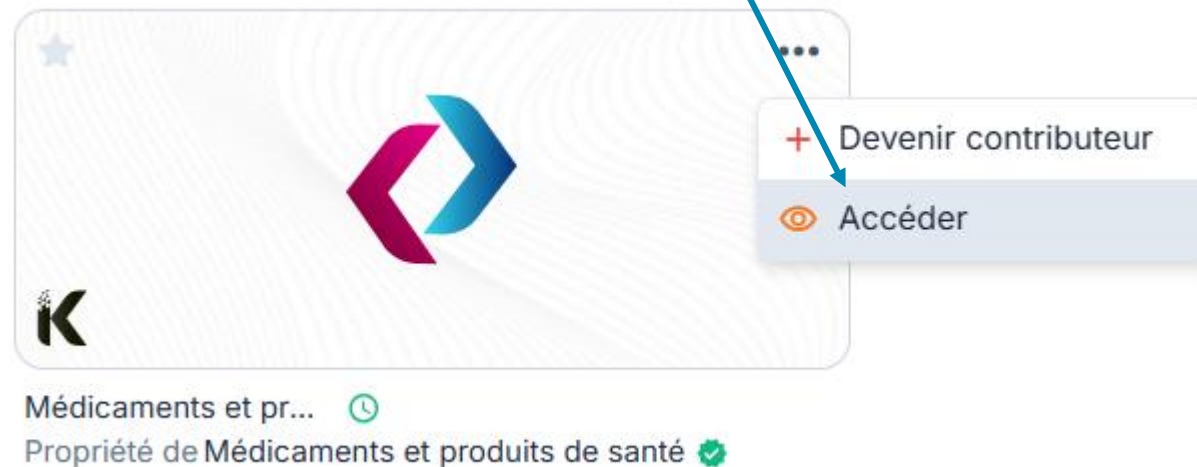 Devenir contributeur
Accéder
K
Médicaments et pr...
Propriété de Médicaments et produits de santé